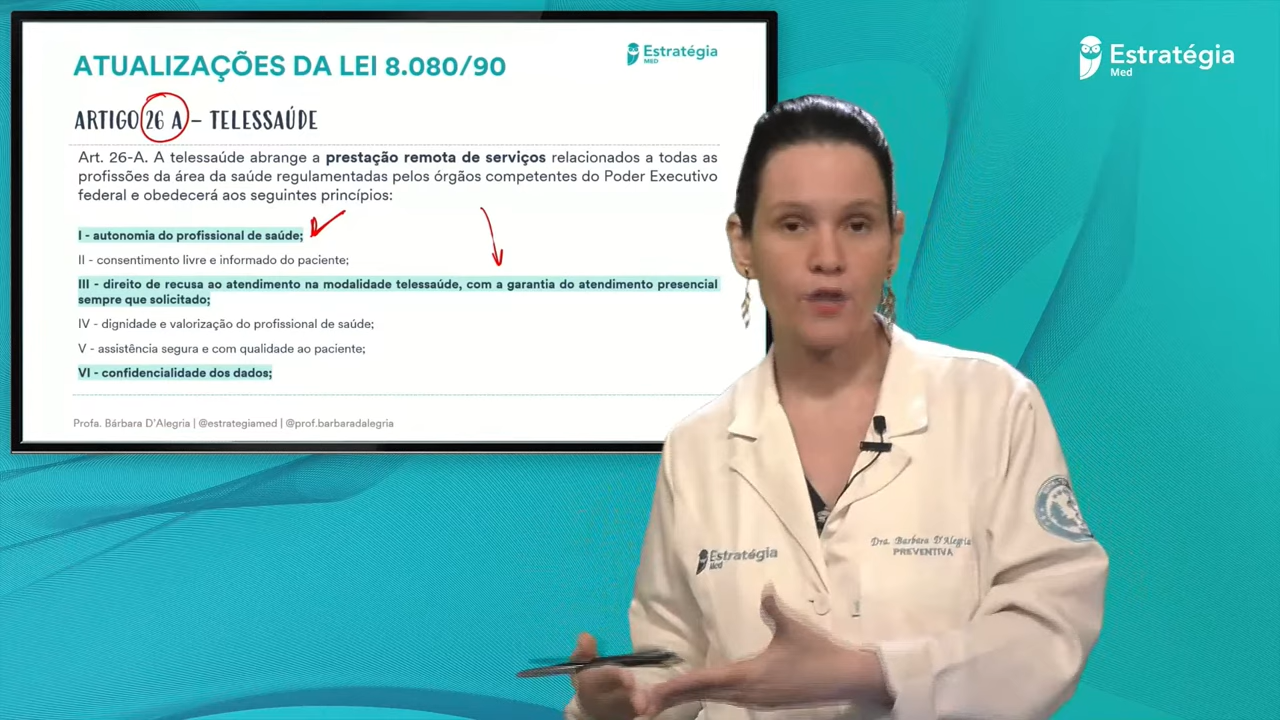 ATUALIZAÇÕES DA LEI 8.080/90
Estratégia
MED
ARTIGO 26 A – TELESSAÚDE
Art. 26-A. A telessaúde abrange a prestação remota de serviços relacionados a todas as
profissões da área da saúde regulamentadas pelos órgãos competentes do Poder Executivo
federal e obedecerá aos seguintes princípios:
I - autonomia do profissional de saúde;
II - consentimento livre e informado do paciente;
III - direito de recusa ao atendimento na modalidade telessaúde, com a garantia do atendimento presencial
sempre que solicitado;
IV - dignidade e valorização do profissional de saúde;
V - assistência segura e com qualidade ao paciente;
VI - confidencialidade dos dados;
Profa. Bárbara D'Alegria | @estrategiamed | @prof.barbaradalegria
Estratégia
Med
Estratégia
Med
Dra. Barbara D'Alegria
PREVENTIVA